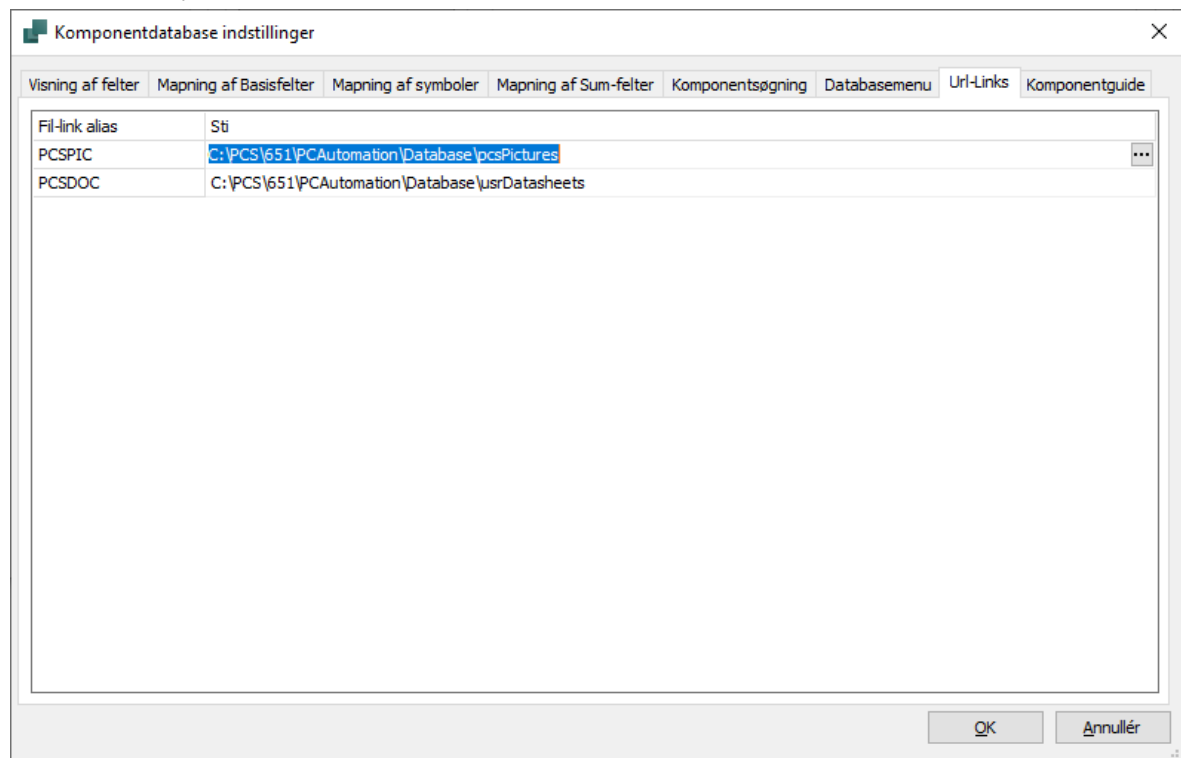 Komponentdatabase indstillinger
Visning af felter Mapning af Basisfelter Mapning af symboler Mapning af Sum-felter Komponentsøgning Databasemenu Url-Links Komponentguide
Fil-link alias Sti
PCSPIC C:\PCS\651\PCAutomation\Database\pcsPictures ...
PCSDOC C:\PCS\651\PCAutomation\Database\usrDatasheets
OK Annullér